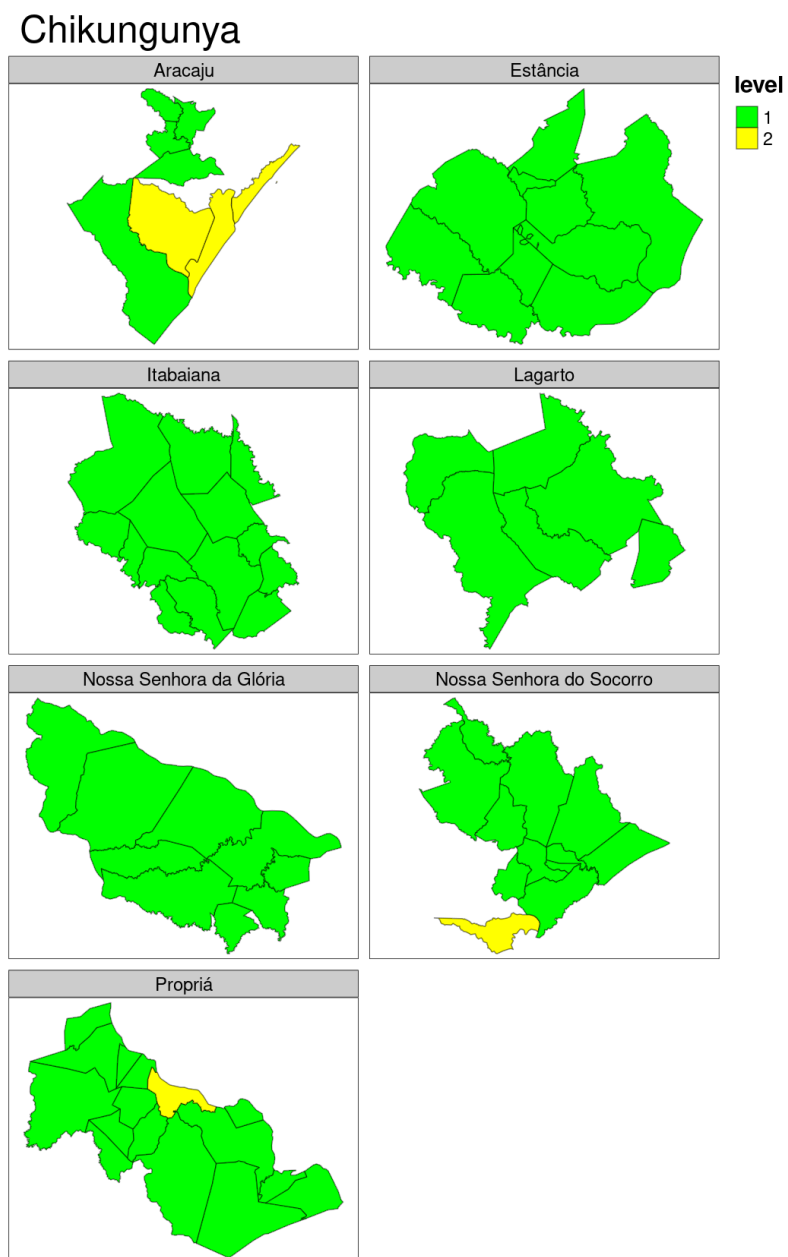 Chikungunya
Aracaju
Estância
level
1
2
Itabaiana
Lagarto
Nossa Senhora da Glória
Nossa Senhora do Socorro
Propriá